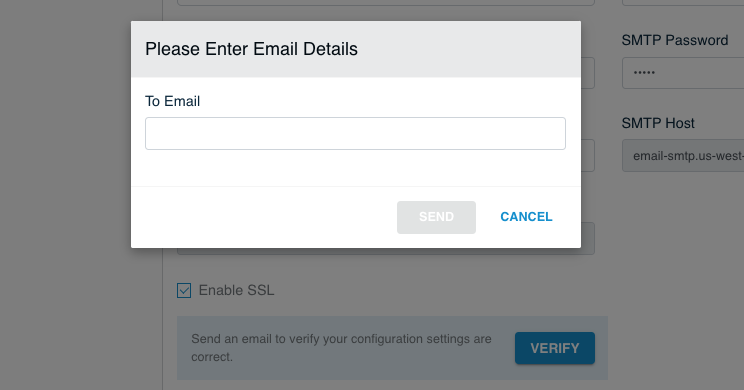 Please Enter Email Details
To Email
SEND
CANCEL
SMTP Password
•••••
SMTP Host
email-smtp.us-west-
Enable SSL
Send an email to verify your configuration settings are
correct.
VERIFY